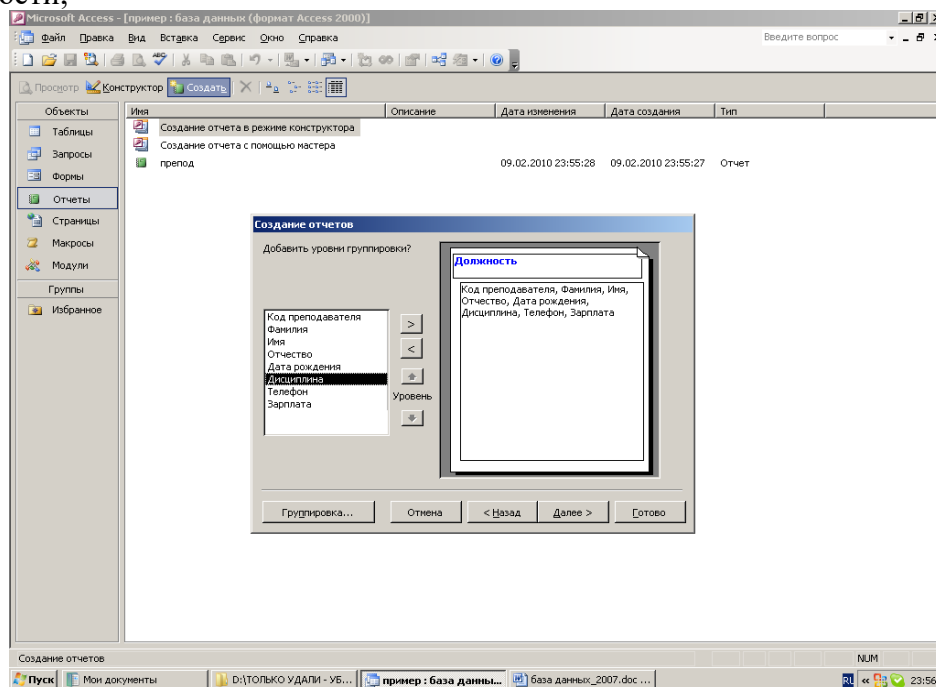 ости,
Microsoft Access - [пример : база данных (формат Access 2000)]
Файл Правка Вид Вставка Сервис Окно Справка Введите вопрос
Просмотр Конструктор Создать
Объекты
Таблицы
Запросы
Формы
Отчеты
Страницы
Макросы
Модули
Группы
Избранное
Имя Описание Дата изменения Дата создания Тип
Создание отчета в режиме конструктора
Создание отчета с помощью мастера
препод 09.02.2010 23:55:28 09.02.2010 23:55:27 Отчет
Создание отчетов
Добавить уровни группировки?
Код преподавателя
Фамилия
Имя
Отчество
Дата рождения
Дисциплина
Телефон
Зарплата
>
<
Уровень
Должность
Код преподавателя, Фамилия, Имя,
Отчество, Дата рождения,
Дисциплина, Телефон, Зарплата
Группировка... Отмена < Назад Далее > Готово
Создание отчетов NUM
Пуск Мои документы D:\ТОЛЬКО УДАЛИ - УБ... пример : база данны... база данных_2007.doc ... RL « 23:56